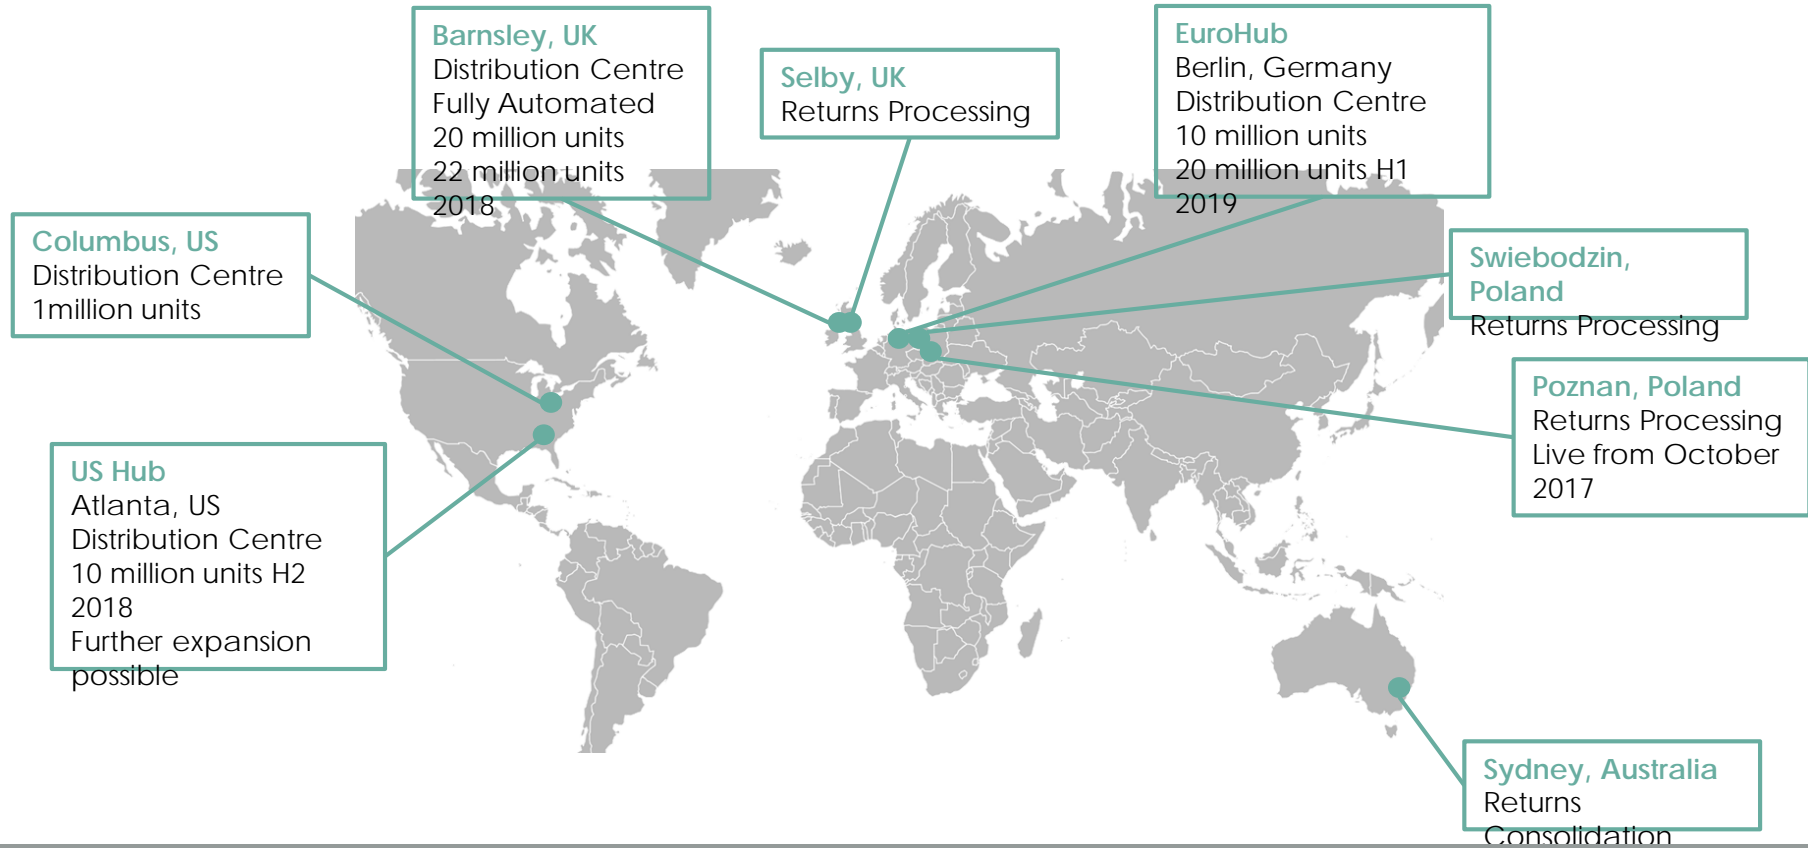 Barnsley, UK
Distribution Centre
Fully Automated
20 million units
22 million units
2018
Selby, UK
Returns Processing
EuroHub
Berlin, Germany
Distribution Centre
10 million units
20 million units H1
2019
Columbus, US
Distribution Centre
1million units
Swiebodzin,
Poland
Returns Processing
Poznan, Poland
Returns Processing
Live from October
2017
US Hub
Atlanta, US
Distribution Centre
10 million units H2
2018
Further expansion
possible
Sydney, Australia
Returns
Consolidation